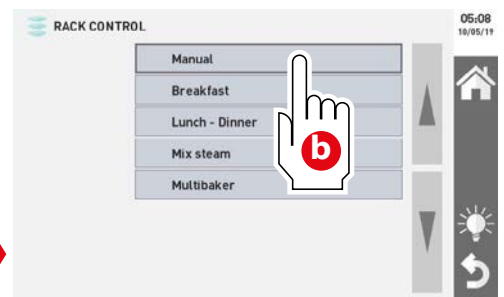 RACK CONTROL
05:08
10/05/19
Manual
Breakfast
Lunch - Dinner
Mix steam
Multibaker
b